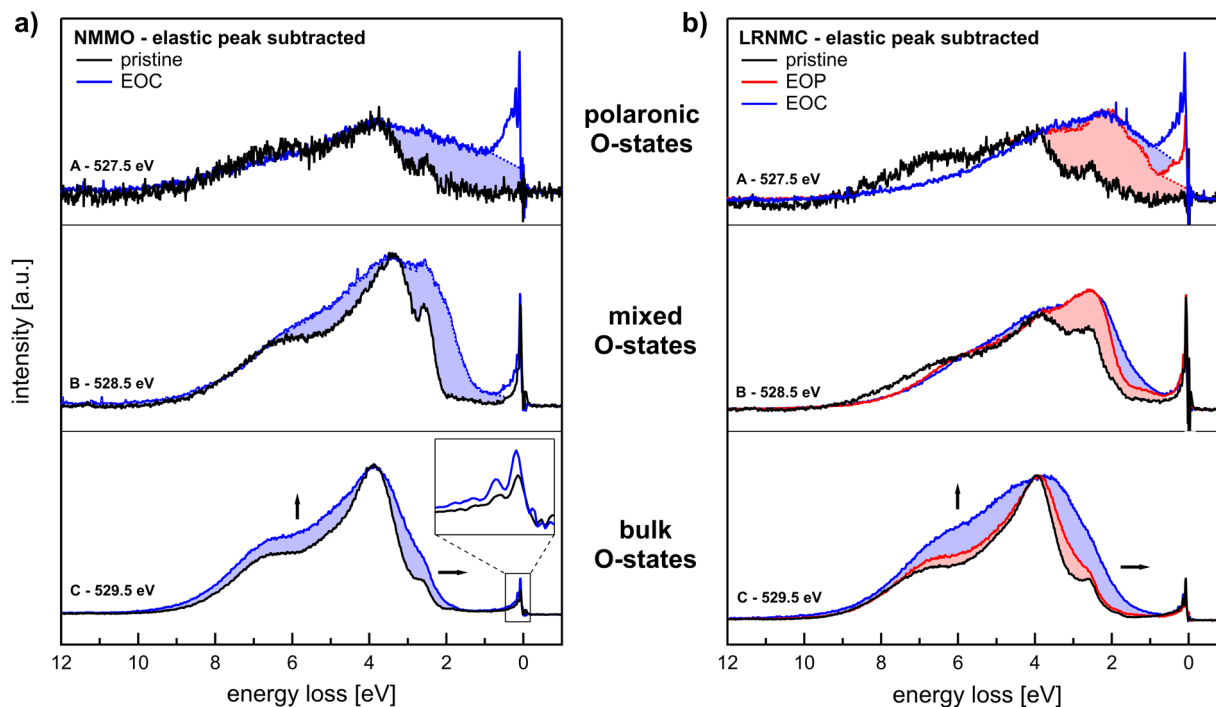 a)
NMMO - elastic peak subtracted
pristine
EOC
A - 527.5 eV
B - 528.5 eV
C - 529.5 eV
intensity [a.u.]
12 10 8 6 4 2 0
energy loss [eV]
polaronic
O-states
mixed
O-states
bulk
O-states
b)
LRNMC - elastic peak subtracted
pristine
EOP
EOC
A - 527.5 eV
B - 528.5 eV
C - 529.5 eV
12 10 8 6 4 2 0
energy loss [eV]